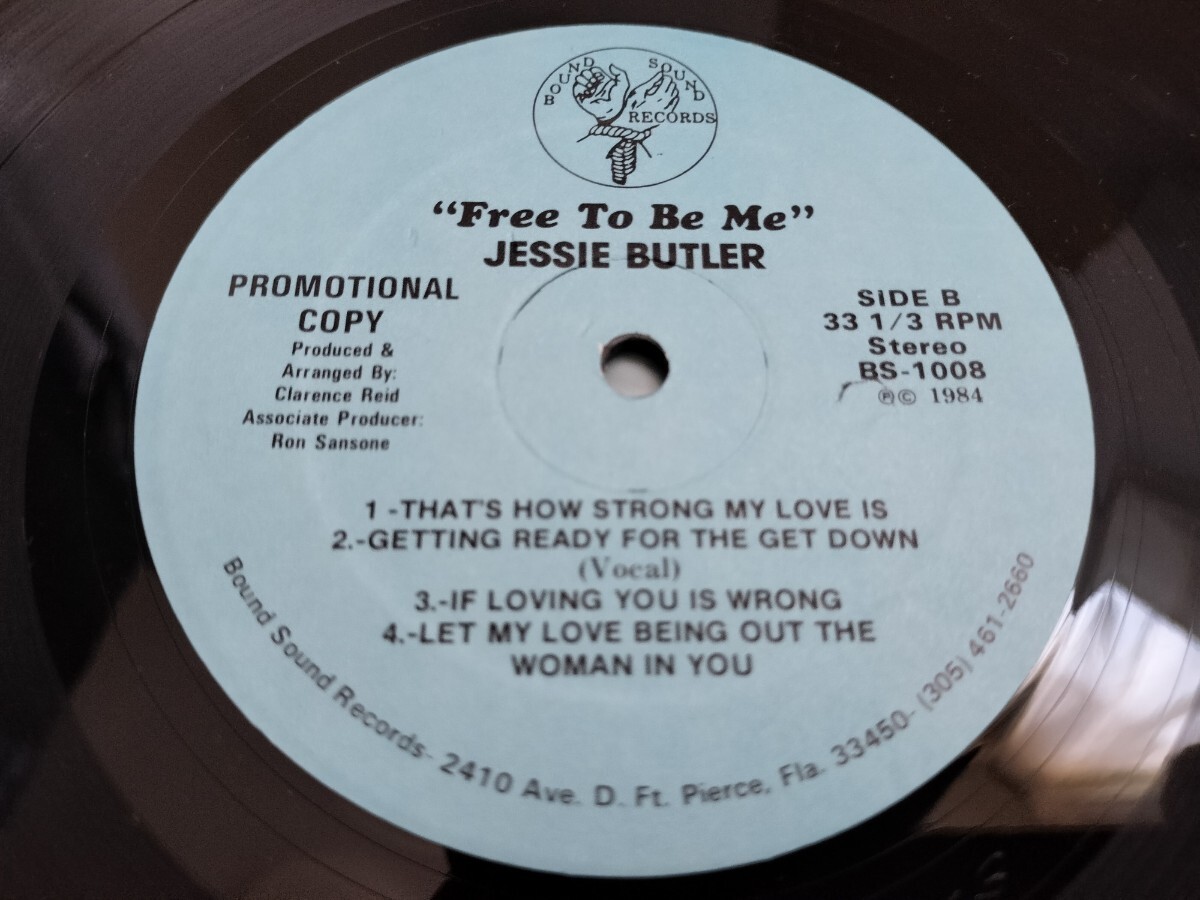 BOUND SOUND
RECORDS
“Free To Be Me”
JESSIE BUTLER
PROMOTIONAL
COPY
Produced &
Arranged By:
Clarence Reid
Associate Producer:
Ron Sansone
SIDE B
33 1/3 RPM
Stereo
BS-1008
℗© 1984
1 -THAT'S HOW STRONG MY LOVE IS
2.-GETTING READY FOR THE GET DOWN
(Vocal)
3.-IF LOVING YOU IS WRONG
4.-LET MY LOVE BEING OUT THE
WOMAN IN YOU
Bound Sound Records- 2410 Ave. D. Ft. Pierce, Fla. 33450- (305) 461-2660